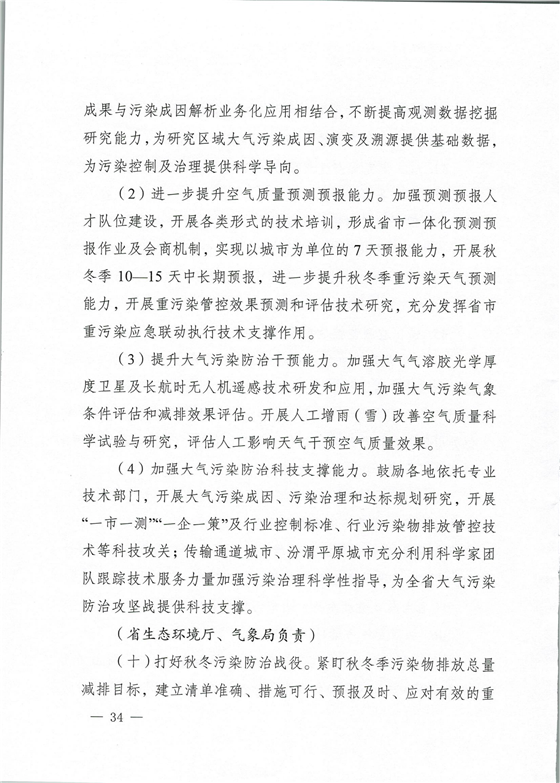 成果与污染成因解析业务化应用相结合，不断提高观测数据挖掘
研究能力，为研究区域大气污染成因、演变及溯源提供基础数据，
为污染控制及治理提供科学导向。
（2）进一步提升空气质量预测预报能力。加强预测预报人
才队伍建设，开展各类形式的技术培训，形成省市一体化预测预
报作业及会商机制，实现以城市为单位的 7 天预报能力，开展秋
冬季 10—15 天中长期预报，进一步提升秋冬季重污染天气预测
能力，开展重污染管控效果预测和评估技术研究，充分发挥省市
重污染应急联动执行技术支撑作用。
（3）提升大气污染防治干预能力。加强大气气溶胶光学厚
度卫星及长航时无人机遥感技术研发和应用，加强大气污染气象
条件评估和减排效果评估。开展人工增雨（雪）改善空气质量科
学试验与研究，评估人工影响天气干预空气质量效果。
（4）加强大气污染防治科技支撑能力。鼓励各地依托专业
技术部门，开展大气污染成因、污染治理和达标规划研究，开展
“一市一测”“一企一策”及行业控制标准、行业污染物排放管控技
术等科技攻关；传输通道城市、汾渭平原城市充分利用科学家团
队跟踪技术服务力量加强污染治理科学性指导，为全省大气污染
防治攻坚战提供科技支撑。
（省生态环境厅、气象局负责）
（十）打好秋冬污染防治战役。紧盯秋冬季污染物排放总量
减排目标，建立清单准确、措施可行、预报及时、应对有效的重
— 34 —